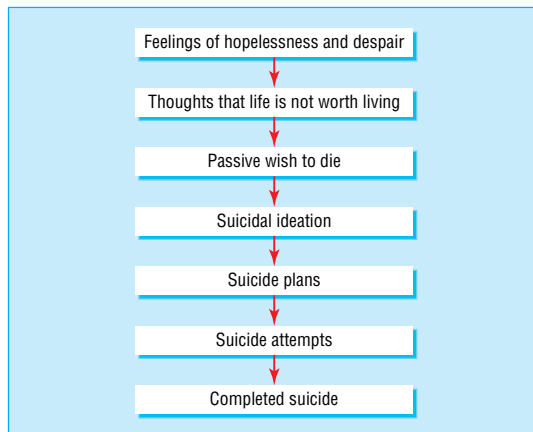 Feelings of hopelessness and despair
Thoughts that life is not worth living
Passive wish to die
Suicidal ideation
Suicide plans
Suicide attempts
Completed suicide